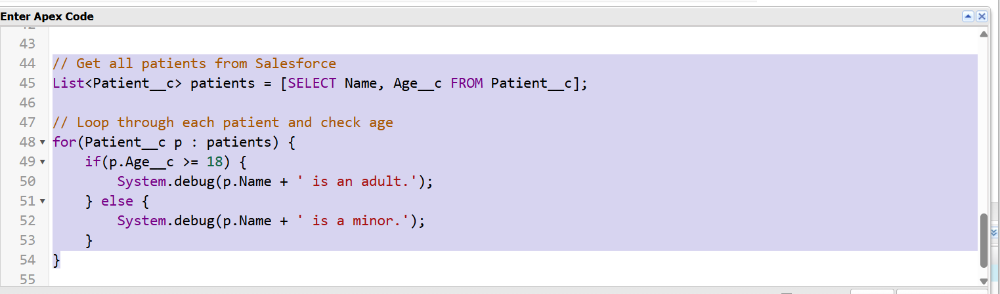 Enter Apex Code
43
44 // Get all patients from Salesforce
45 List<Patient__c> patients = [SELECT Name, Age__c FROM Patient__c];
46
47 // Loop through each patient and check age
48 for(Patient__c p : patients) {
49     if(p.Age__c >= 18) {
50         System.debug(p.Name + ' is an adult.');
51     } else {
52         System.debug(p.Name + ' is a minor.');
53     }
54 }
55